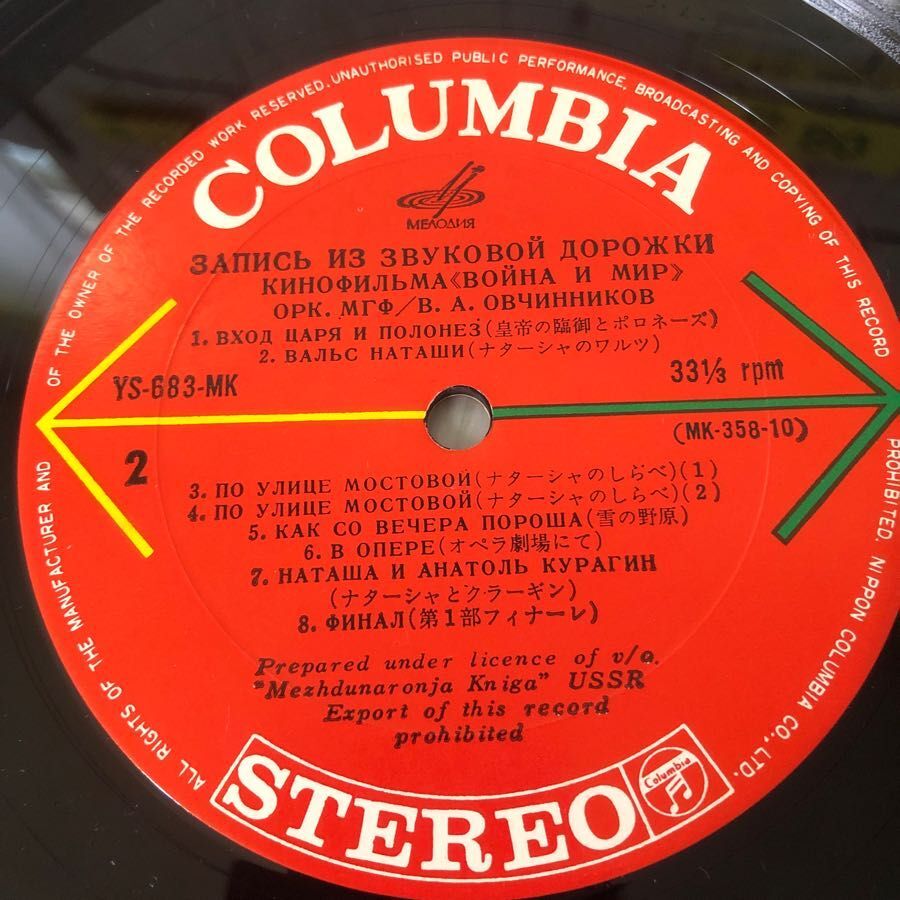 ALL RIGHTS OF THE MANUFACTURER AND OF THE OWNER OF THE RECORDED WORK RESERVED. UNAUTHORISED PUBLIC PERFORMANCE, BROADCASTING AND COPYING OF THIS RECORD PROHIBITED. NIPPON COLUMBIA CO., LTD.
COLUMBIA
МЕЛОДИЯ
ЗАПИСЬ ИЗ ЗВУКОВОЙ ДОРОЖКИ
КИНОФИЛЬМА《ВОЙНА И МИР》
ОРК. МГФ/В. А. ОВЧИННИКОВ
1. ВХОД ЦАРЯ И ПОЛОНЕЗ(皇帝の臨御とポロネーズ)
2. ВАЛЬС НАТАШИ(ナターシャのワルツ)
YS-683-MK
33 1/3 rpm
(MK-358-10)
2
3. ПО УЛИЦЕ МОСТОВОЙ(ナターシャのしらべ)(1)
4. ПО УЛИЦЕ МОСТОВОЙ(ナターシャのしらべ)(2)
5. КАК СО ВЕЧЕРА ПОРОША(雪の野原)
6. В ОПЕРЕ(オペラ劇場にて)
7. НАТАША И АНАТОЛЬ КУРАГИН
(ナターシャとクラーギン)
8. ФИНАЛ(第1部フィナーレ)
Prepared under licence of v/o.
"Mezhdunaronja Kniga" USSR
Export of this record
prohibited
STEREO
Columbia